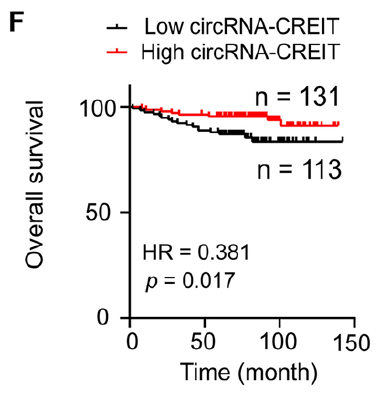 F
Low circRNA-CREIT
High circRNA-CREIT
Overall survival
100
50
0
n = 131
n = 113
HR = 0.381
p = 0.017
0 50 100 150
Time (month)